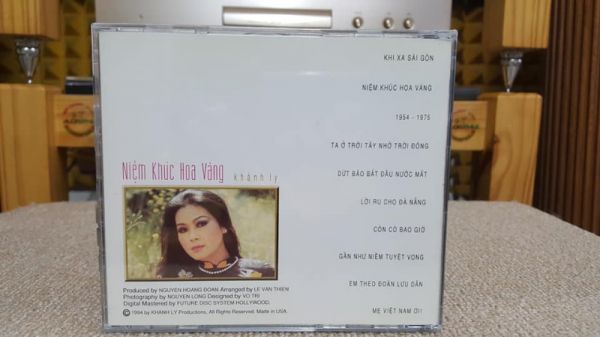 KHI XA SÀI GÒN
NIỆM KHÚC HOA VÀNG
1954 - 1975
TA Ở TRỜI TÂY NHỚ TRỜI ĐÔNG
DỨT BÃO BẮT ĐẦU NƯỚC MẮT
LỜI RU CHO ĐÀ NẴNG
CÒN CÓ BAO GIỜ
GẦN NHƯ NIỀM TUYỆT VỌNG
EM THEO ĐOÀN LƯU DÂN
MẸ VIỆT NAM ƠI!
Niệm Khúc Hoa Vàng khánh ly
Produced by NGUYEN HOANG DOAN Arranged by LE VAN THIEN
Photography by NGUYEN LONG Designed by VO TRI
Digital Mastered by FUTURE DISC SYSTEM HOLLYWOOD.
© 1994 by KHANH LY Productions, All Rights Reserved. Made in USA.